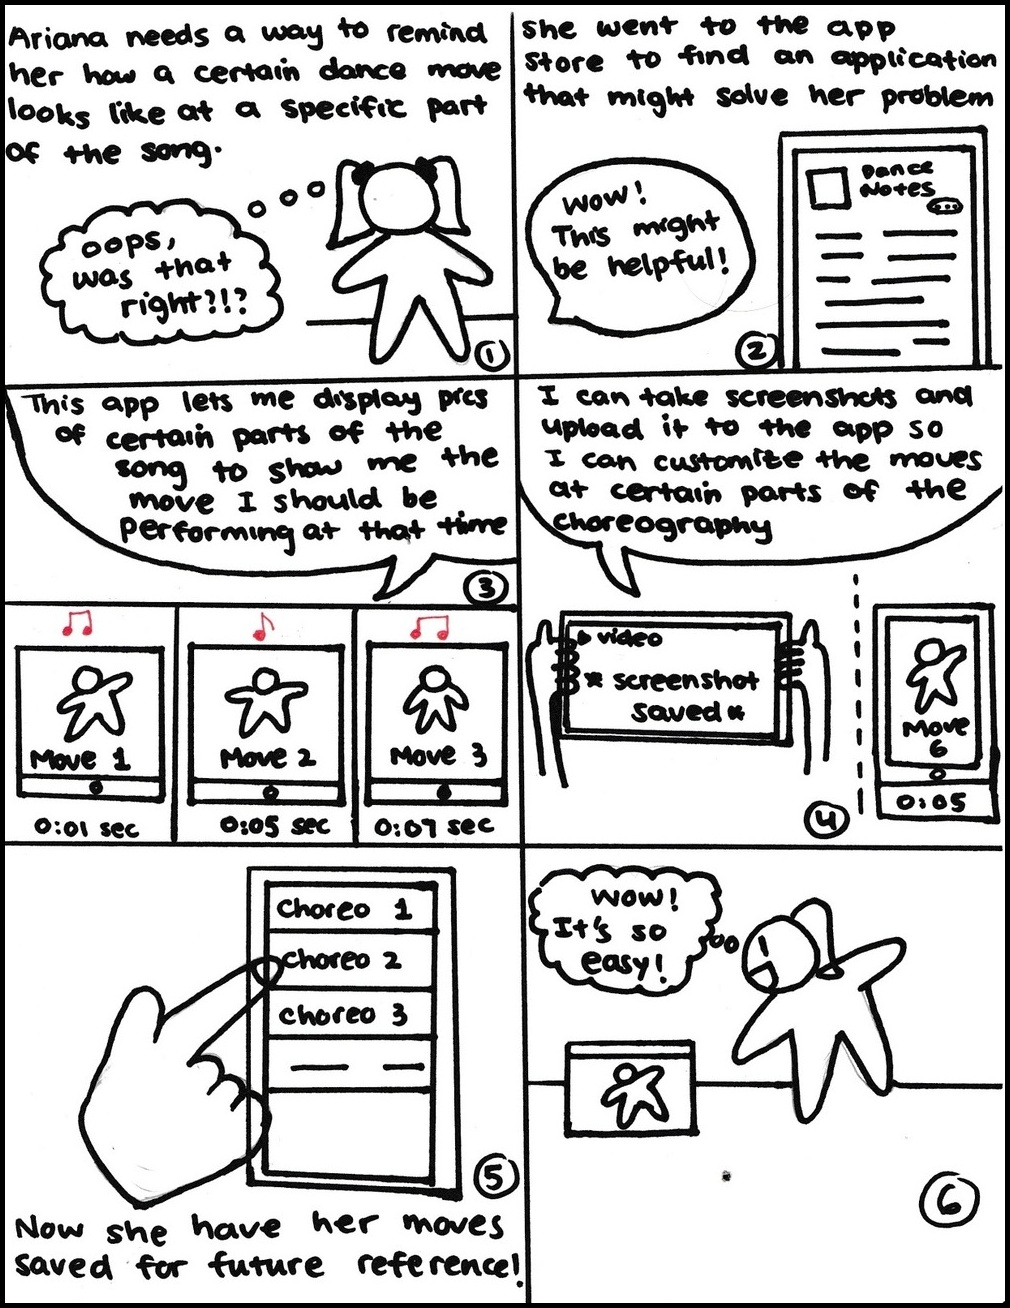 Ariana needs a way to remind
her how a certain dance move
looks like at a specific part
of the song.
oops,
was that
right?!?
1
she went to the app
store to find an application
that might solve her problem
Wow!
This might
be helpful!
Dance
Notes
2
This app lets me display pics
of certain parts of the
song to show me the
move I should be
performing at that time
3
Move 1
0:01 sec
Move 2
0:05 sec
Move 3
0:07 sec
I can take screenshots and
upload it to the app so
I can customize the moves
at certain parts of the
choreography
video
* screenshot
saved *
Move
6
0:05
4
Choreo 1
Choreo 2
Choreo 3
5
Now she have her moves
saved for future reference!
Wow!
It's so
easy!
6